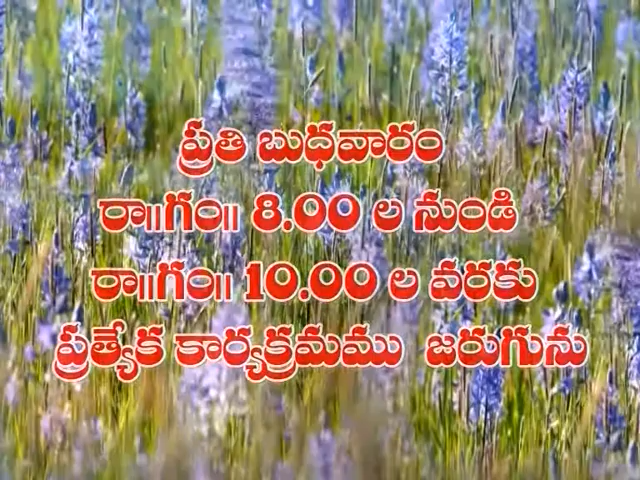 ప్రతి బుధవారం
రా॥గం॥ 8.00 ల నుండి
రా॥గం॥ 10.00 ల వరకు
ప్రత్యేక కార్యక్రమము జరుగును